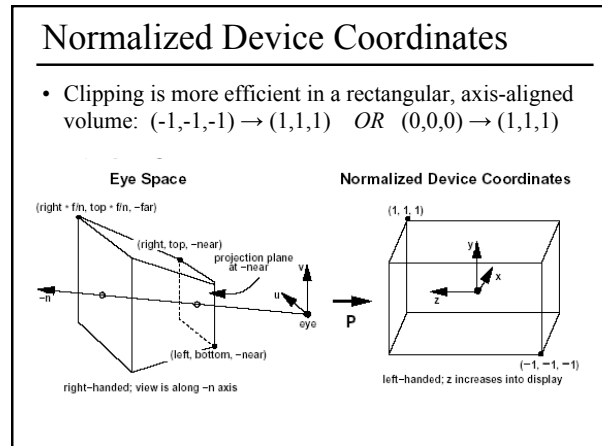 Normalized Device Coordinates
• Clipping is more efficient in a rectangular, axis-aligned
volume: (-1,-1,-1) → (1,1,1) OR (0,0,0) → (1,1,1)
Eye Space
(right * f/n, top * f/n, −far)
(right, top, −near)
projection plane
at −near
v
u
−n
eye
(left, bottom, −near)
right−handed; view is along −n axis
P
Normalized Device Coordinates
(1, 1, 1)
y
x
z
(−1, −1, −1)
left−handed; z increases into display